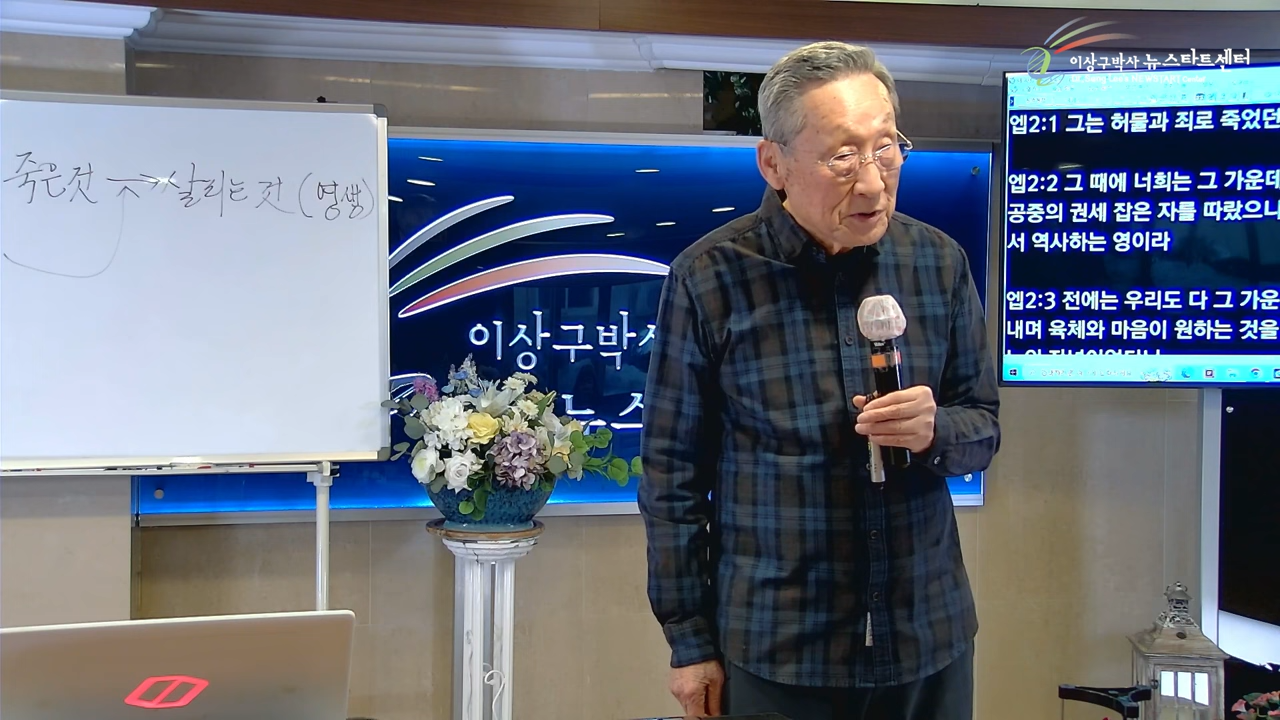 죽은것 → 살리는 것 (영생)
이상구박사
뉴스
이상구박사 뉴스타트센터
엡2:1 그는 허물과 죄로 죽었던
엡2:2 그 때에 너희는 그 가운데
공중의 권세 잡은 자를 따랐으니
서 역사하는 영이라
엡2:3 전에는 우리도 다 그 가운
내며 육체와 마음이 원하는 것을